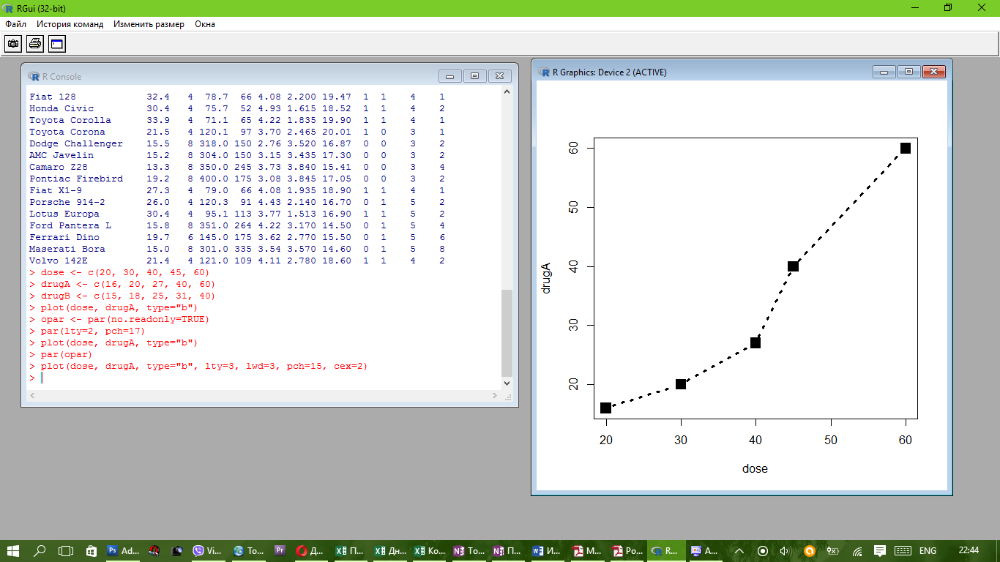 RGui (32-bit)
Файл История команд Изменить размер Окна
R Console
Fiat 128 32.4 4 78.7 66 4.08 2.200 19.47 1 1 4 1
Honda Civic 30.4 4 75.7 52 4.93 1.615 18.52 1 1 4 2
Toyota Corolla 33.9 4 71.1 65 4.22 1.835 19.90 1 1 4 1
Toyota Corona 21.5 4 120.1 97 3.70 2.465 20.01 1 0 3 1
Dodge Challenger 15.5 8 318.0 150 2.76 3.520 16.87 0 0 3 2
AMC Javelin 15.2 8 304.0 150 3.15 3.435 17.30 0 0 3 2
Camaro Z28 13.3 8 350.0 245 3.73 3.840 15.41 0 0 3 4
Pontiac Firebird 19.2 8 400.0 175 3.08 3.845 17.05 0 0 3 2
Fiat X1-9 27.3 4 79.0 66 4.08 1.935 18.90 1 1 4 1
Porsche 914-2 26.0 4 120.3 91 4.43 2.140 16.70 0 1 5 2
Lotus Europa 30.4 4 95.1 113 3.77 1.513 16.90 1 1 5 2
Ford Pantera L 15.8 8 351.0 264 4.22 3.170 14.50 0 1 5 4
Ferrari Dino 19.7 6 145.0 175 3.62 2.770 15.50 0 1 5 6
Maserati Bora 15.0 8 301.0 335 3.54 3.570 14.60 0 1 5 8
Volvo 142E 21.4 4 121.0 109 4.11 2.780 18.60 1 1 4 2
> dose <- c(20, 30, 40, 45, 60)
> drugA <- c(16, 20, 27, 40, 60)
> drugB <- c(15, 18, 25, 31, 40)
> plot(dose, drugA, type="b")
> opar <- par(no.readonly=TRUE)
> par(lty=2, pch=17)
> plot(dose, drugA, type="b")
> par(opar)
> plot(dose, drugA, type="b", lty=3, lwd=3, pch=15, cex=2)
>
R Graphics: Device 2 (ACTIVE)
60
50
40
30
20
drugA
20 30 40 50 60
dose
Ps Ad... Vi... To... Pr Д... П... Дн... Ко... То... П... И... М... Ро... R... А... ENG 22:44